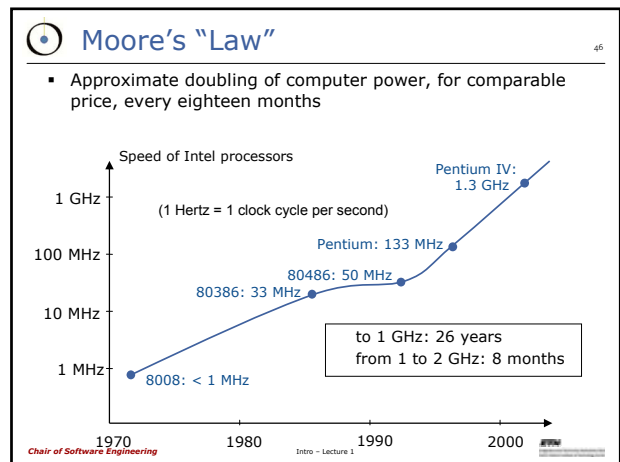 Moore's “Law”
46
▪ Approximate doubling of computer power, for comparable
price, every eighteen months
Speed of Intel processors
Pentium IV:
1.3 GHz
1 GHz
(1 Hertz = 1 clock cycle per second)
Pentium: 133 MHz
100 MHz
80486: 50 MHz
80386: 33 MHz
10 MHz
to 1 GHz: 26 years
from 1 to 2 GHz: 8 months
1 MHz
8008: < 1 MHz
1970 1980 1990 2000
Chair of Software Engineering
Intro – Lecture 1